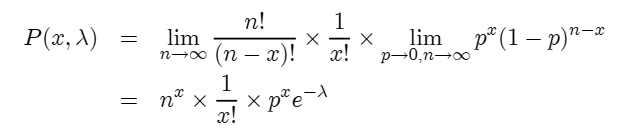 P(x, λ) = lim_{n→∞} n!/(n − x)! × 1/x! × lim_{p→0,n→∞} p^x(1 − p)^{n−x}
= n^x × 1/x! × p^x e^{−λ}